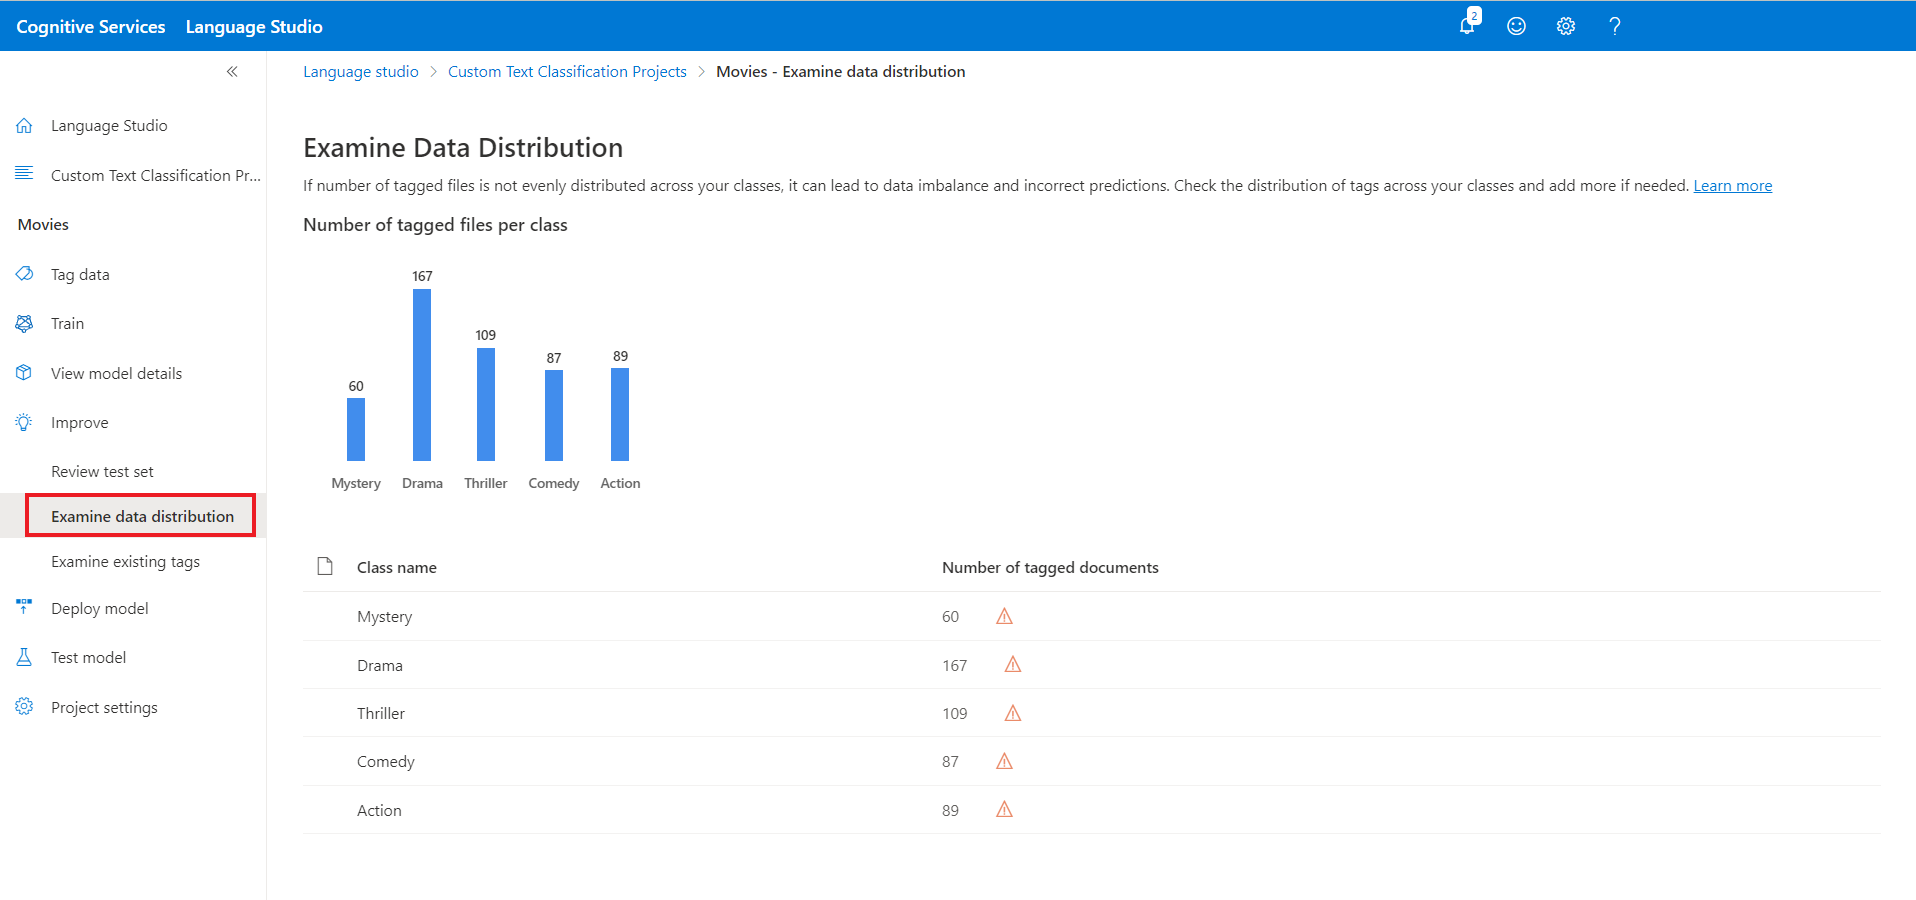 Cognitive Services Language Studio 2 ?
Language studio > Custom Text Classification Projects > Movies - Examine data distribution
Language Studio
Custom Text Classification Pr...
Movies
Tag data
Train
View model details
Improve
Review test set
Examine data distribution
Examine existing tags
Deploy model
Test model
Project settings
Examine Data Distribution
If number of tagged files is not evenly distributed across your classes, it can lead to data imbalance and incorrect predictions. Check the distribution of tags across your classes and add more if needed. Learn more
Number of tagged files per class
60 167 109 87 89
Mystery Drama Thriller Comedy Action
Class name Number of tagged documents
Mystery 60
Drama 167
Thriller 109
Comedy 87
Action 89